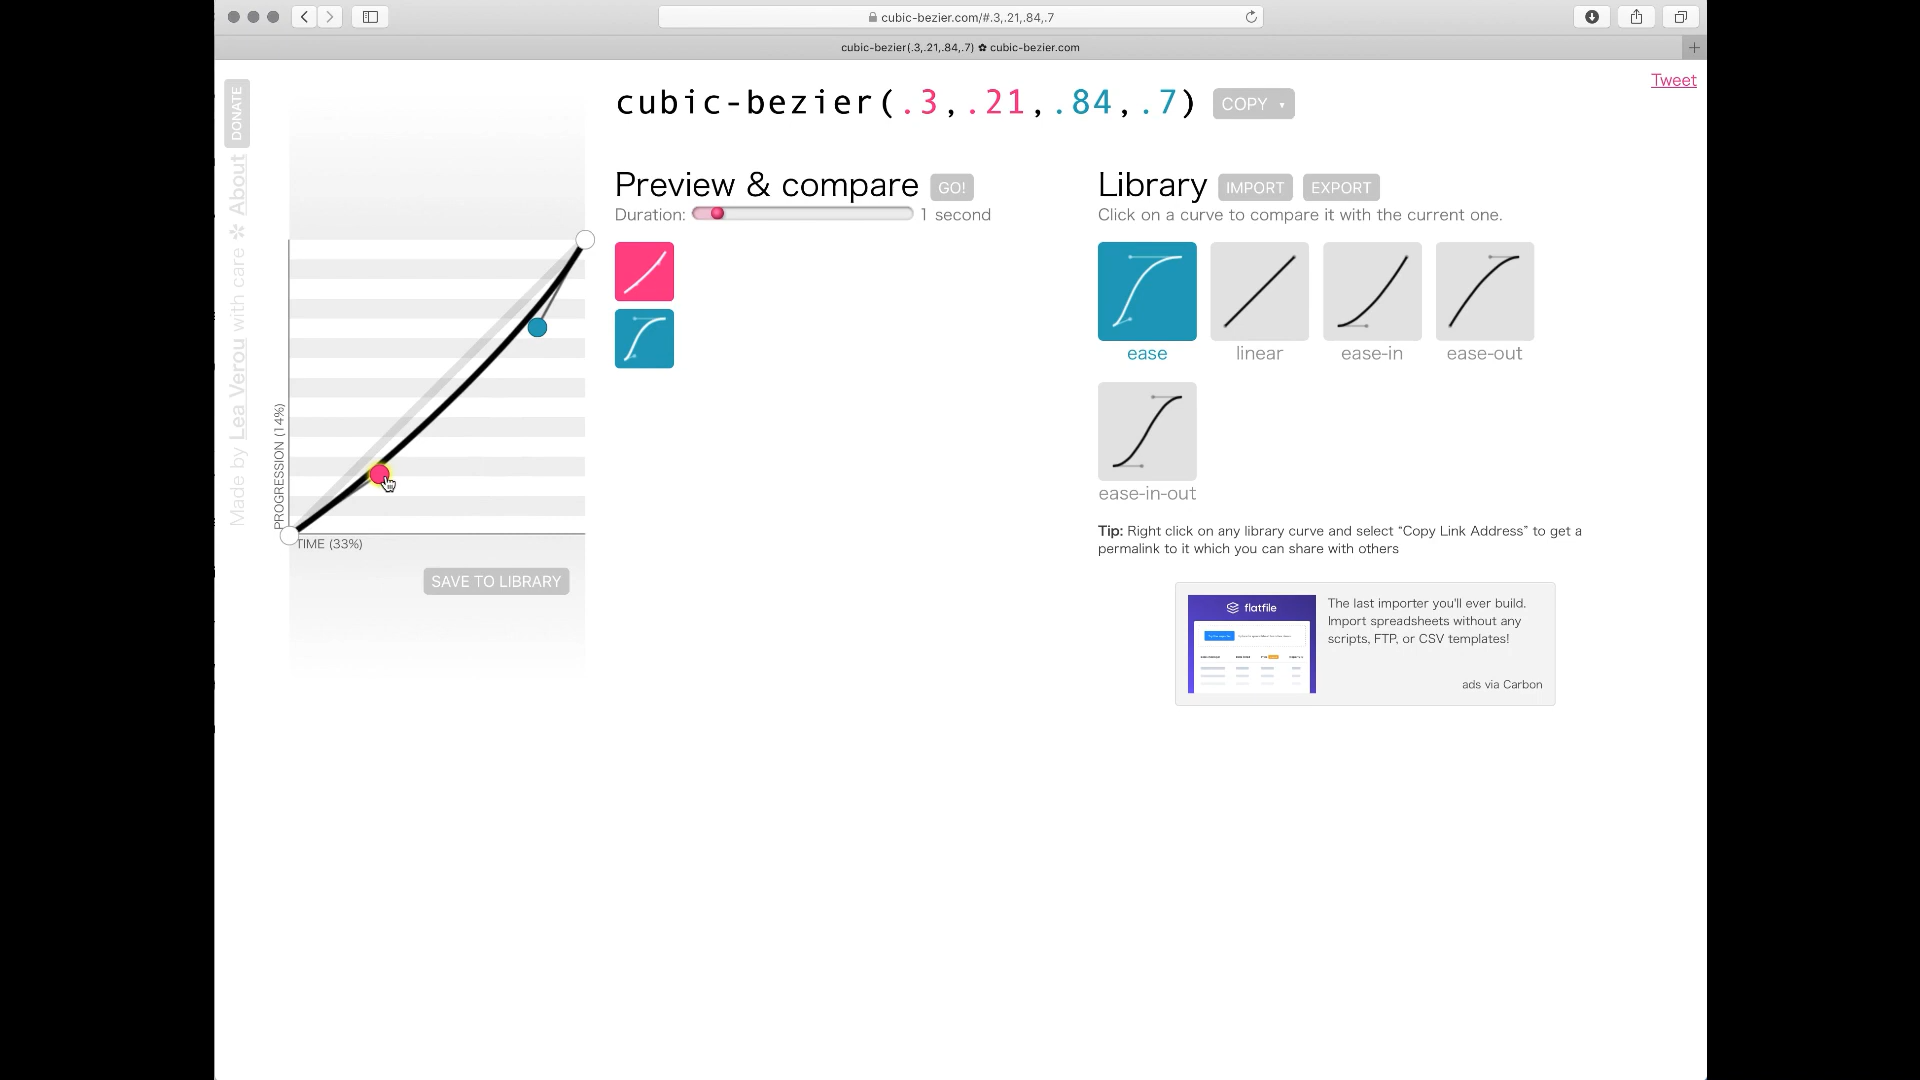 cubic-bezier.com/#.3,.21,.84,.7
cubic-bezier(.3,.21,.84,.7) ✿ cubic-bezier.com
Tweet
Made by Lea Verou with care ✲ About DONATE
cubic-bezier(.3,.21,.84,.7)
COPY
PROGRESSION (14%)
TIME (33%)
SAVE TO LIBRARY
Preview & compare GO!
Duration: 1 second
Library IMPORT EXPORT
Click on a curve to compare it with the current one.
ease linear ease-in ease-out
ease-in-out
Tip: Right click on any library curve and select “Copy Link Address” to get a
permalink to it which you can share with others
flatfile
The last importer you'll ever build.
Import spreadsheets without any
scripts, FTP, or CSV templates!
ads via Carbon